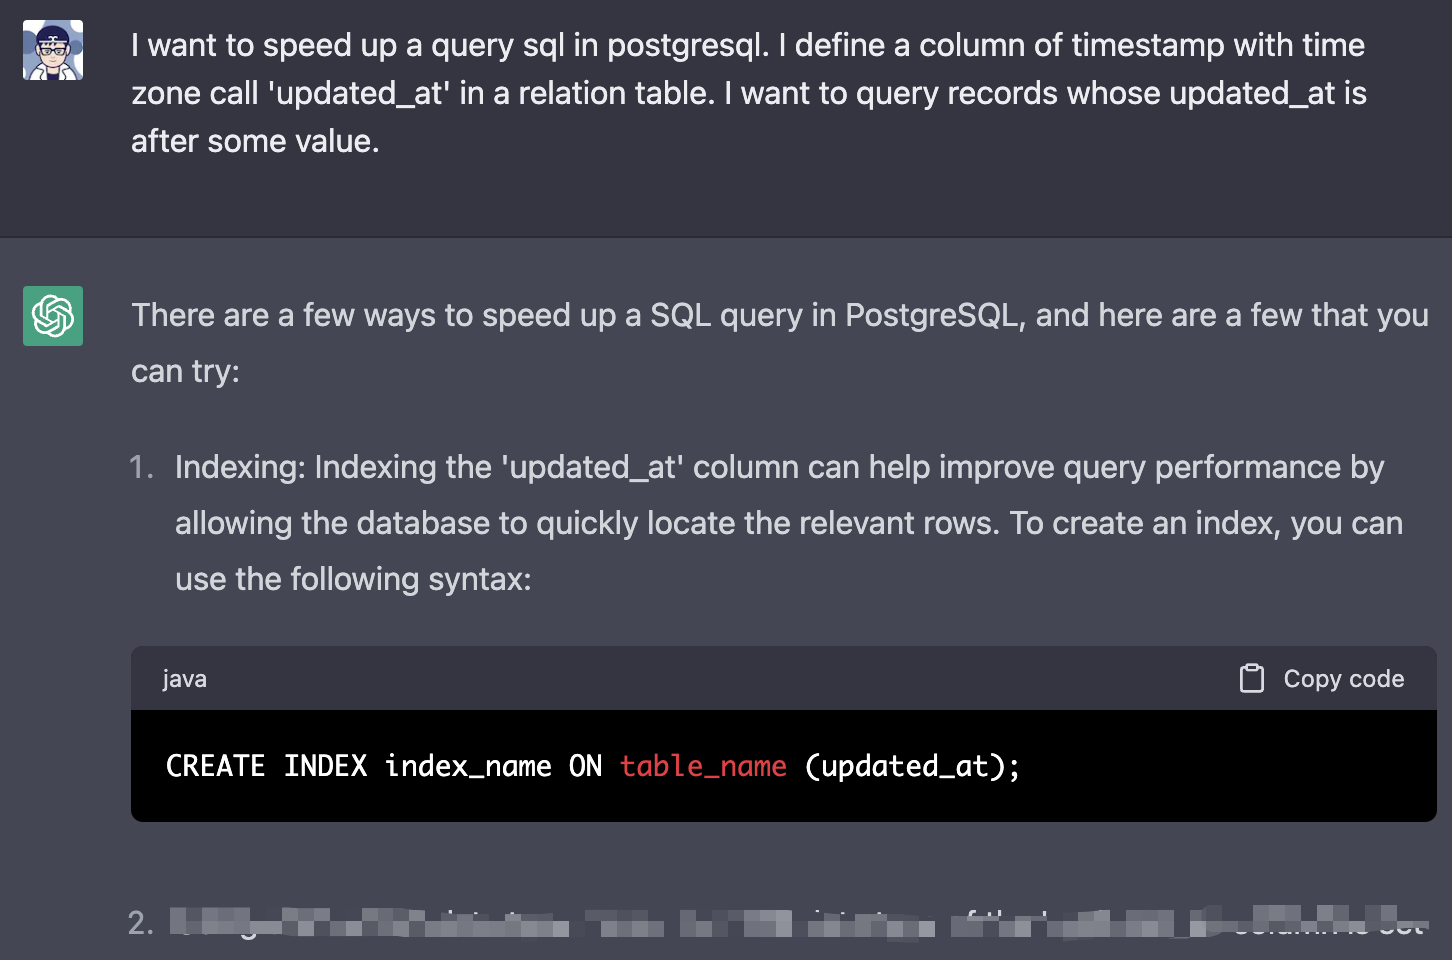 I want to speed up a query sql in postgresql. I define a column of timestamp with time
zone call 'updated_at' in a relation table. I want to query records whose updated_at is
after some value.
There are a few ways to speed up a SQL query in PostgreSQL, and here are a few that you
can try:
1. Indexing: Indexing the 'updated_at' column can help improve query performance by
allowing the database to quickly locate the relevant rows. To create an index, you can
use the following syntax:
java Copy code
CREATE INDEX index_name ON table_name (updated_at);
2.